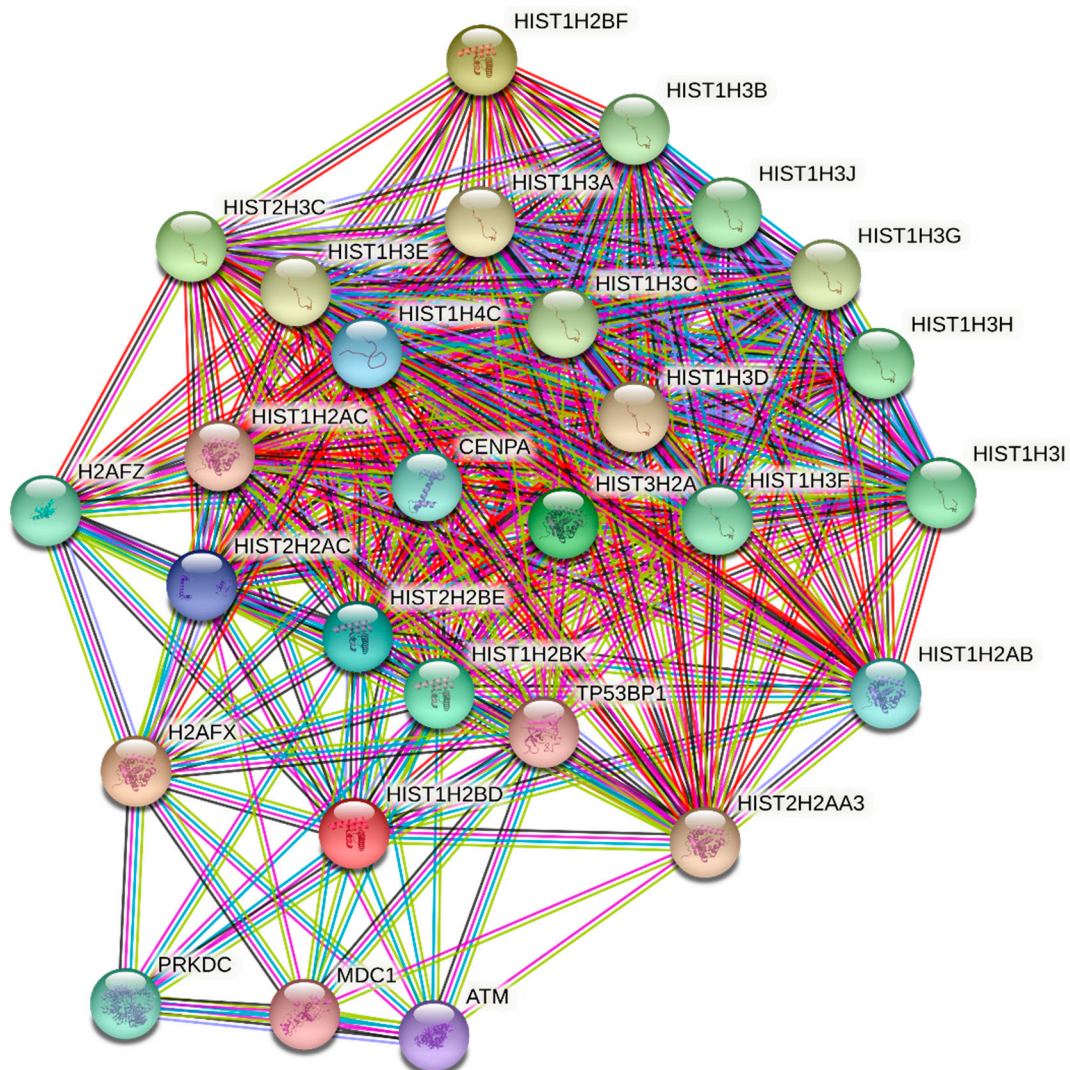 HIST1H2BF
HIST1H3B
HIST1H3J
HIST1H3A
HIST2H3C
HIST1H3G
HIST1H3E
HIST1H3C
HIST1H4C
HIST1H3H
HIST1H3D
HIST1H2AC
CENPA
HIST1H3I
H2AFZ
HIST3H2A
HIST1H3F
HIST2H2AC
HIST2H2BE
HIST1H2BK
HIST1H2AB
TP53BP1
H2AFX
HIST1H2BD
HIST2H2AA3
PRKDC
MDC1
ATM